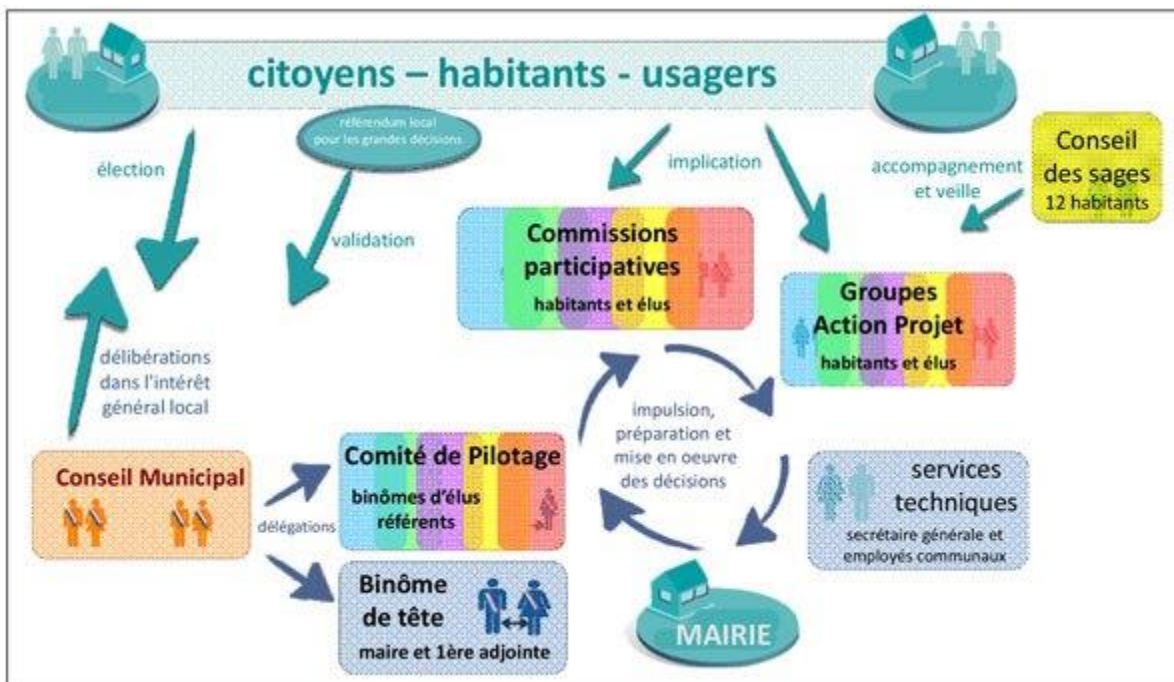 citoyens – habitants - usagers
référendum local
pour les grandes décisions
élection
validation
implication
accompagnement
et veille
Conseil
des sages
12 habitants
Commissions
participatives
habitants et élus
Groupes
Action Projet
habitants et élus
délibérations
dans l'intérêt
général local
impulsion,
préparation et
mise en oeuvre
des décisions
Conseil Municipal
délégations
Comité de Pilotage
binômes d'élus
référents
services
techniques
secrétaire générale et
employés communaux
Binôme
de tête
maire et 1ère adjointe
MAIRIE